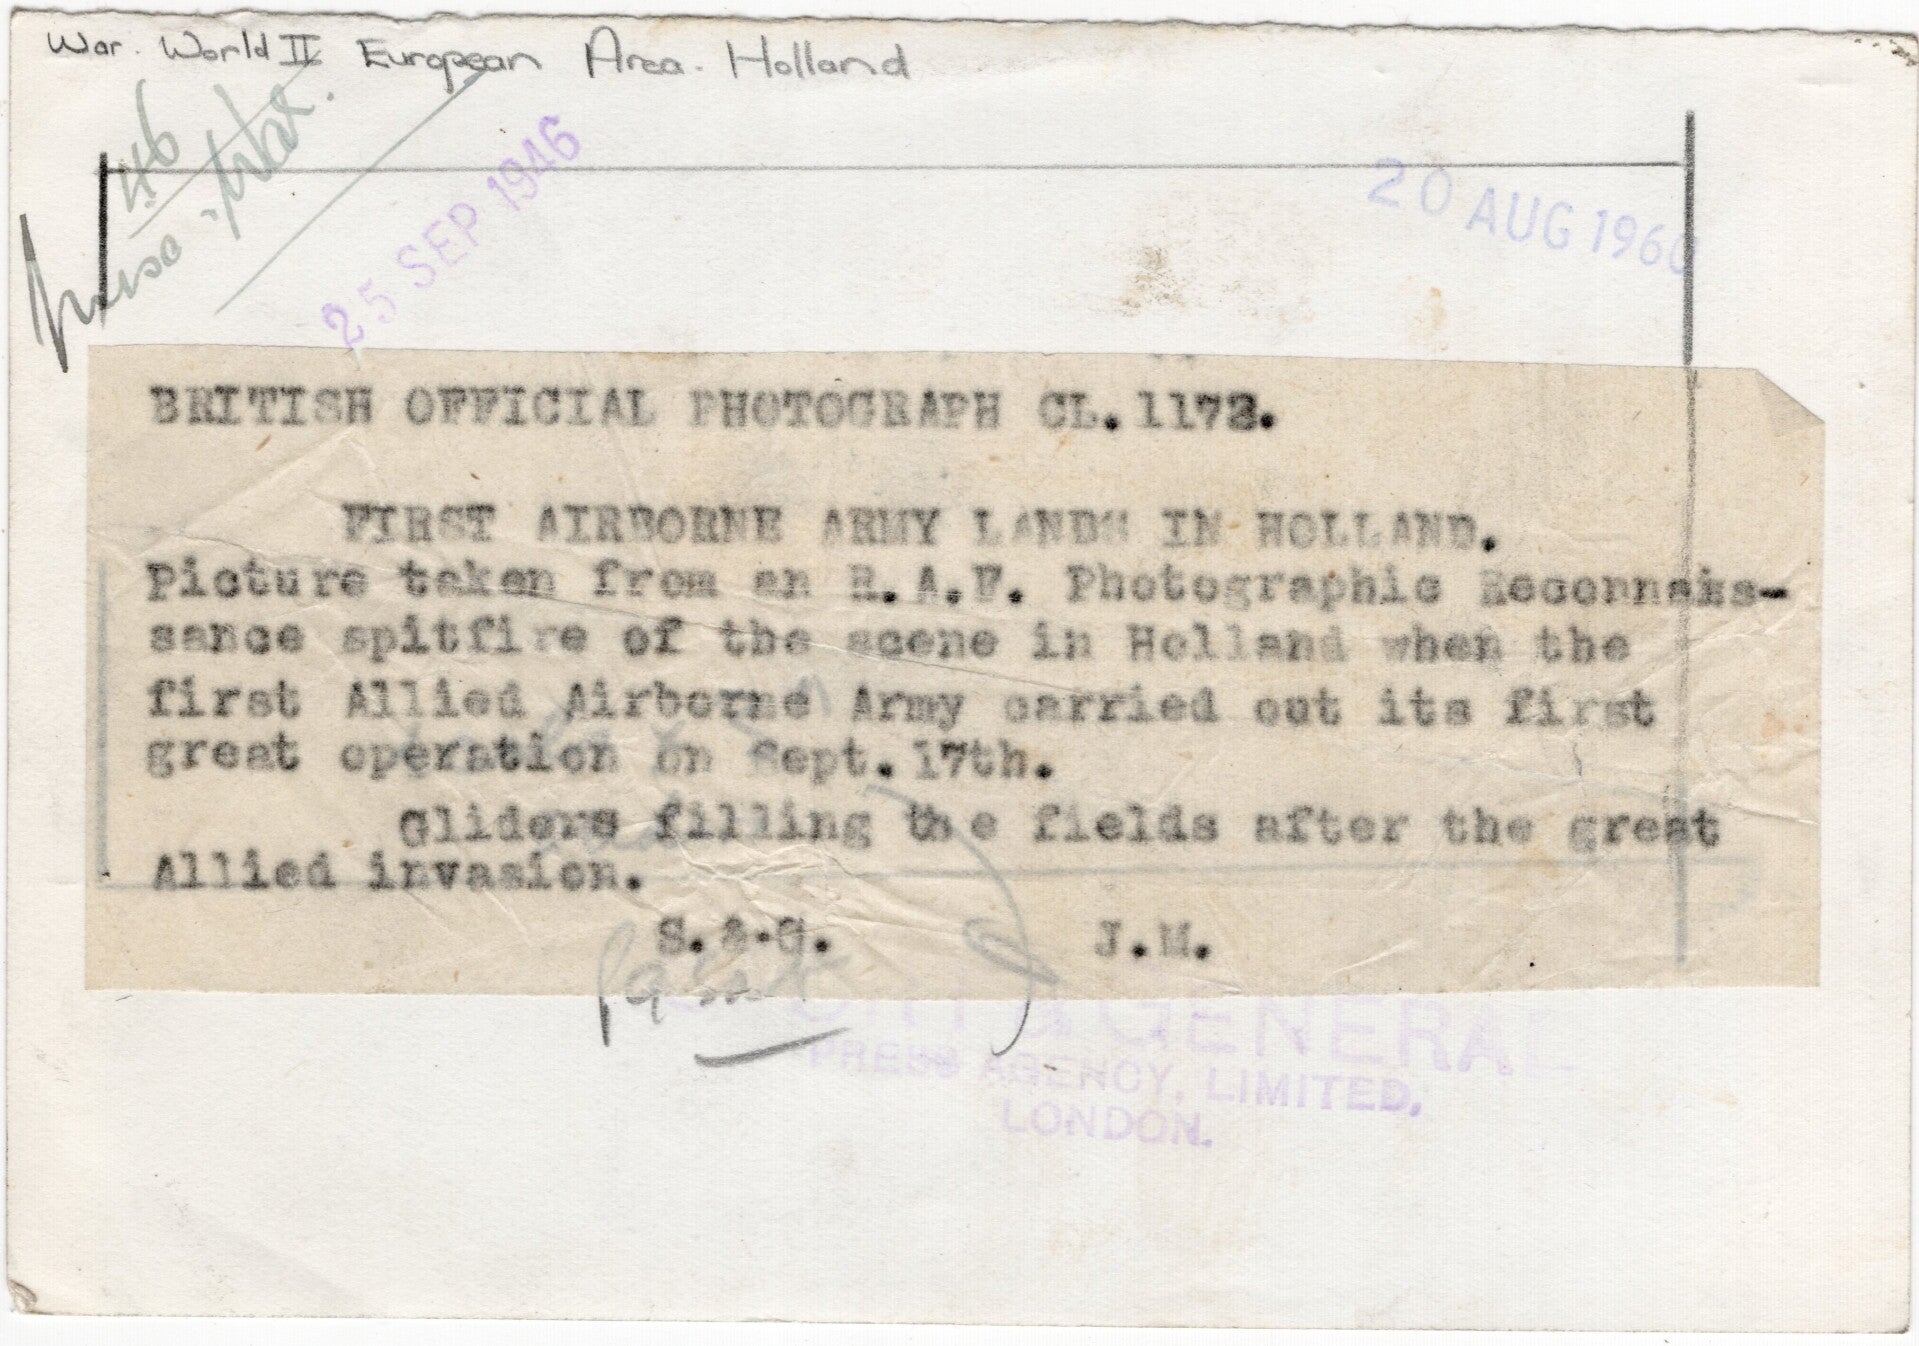 War. World II European Area. Holland
46
25 SEP 1946
20 AUG 1960
BRITISH OFFICIAL PHOTOGRAPH CL.1172.
FIRST AIRBORNE ARMY LANDS IN HOLLAND.
Picture taken from an R.A.F. Photographic Reconnais-
sance spitfire of the scene in Holland when the
first Allied Airborne Army carried out its first
great operation on Sept.17th.
Gliders filling the fields after the great
Allied invasion.
S.&.G. J.M.
& GENERAL
PRESS AGENCY, LIMITED,
LONDON.